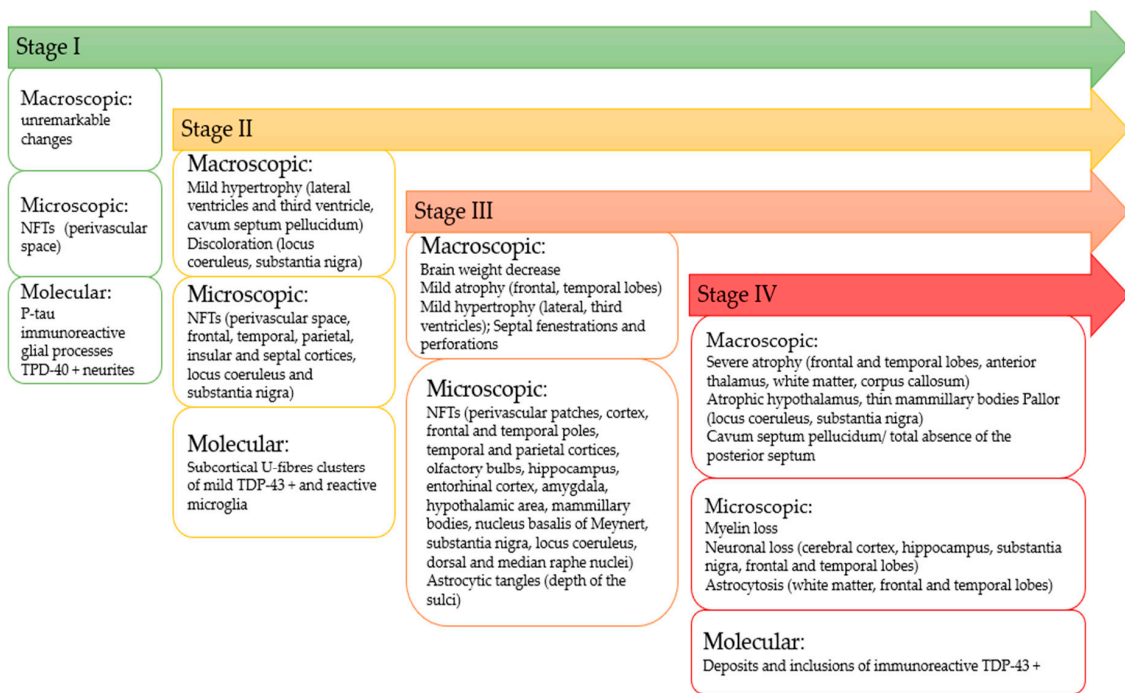 Stage I
Macroscopic:
unremarkable
changes
Microscopic:
NFTs (perivascular
space)
Molecular:
P-tau
immunoreactive
glial processes
TPD-40 + neurites
Stage II
Macroscopic:
Mild hypertrophy (lateral
ventricles and third ventricle,
cavum septum pellucidum)
Discoloration (locus
coeruleus, substantia nigra)
Microscopic:
NFTs (perivascular space,
frontal, temporal, parietal,
insular and septal cortices,
locus coeruleus and
substantia nigra)
Molecular:
Subcortical U-fibres clusters
of mild TDP-43 + and reactive
microglia
Stage III
Macroscopic:
Brain weight decrease
Mild atrophy (frontal, temporal lobes)
Mild hypertrophy (lateral, third
ventricles); Septal fenestrations and
perforations
Microscopic:
NFTs (perivascular patches, cortex,
frontal and temporal poles,
temporal and parietal cortices,
olfactory bulbs, hippocampus,
entorhinal cortex, amygdala,
hypothalamic area, mammillary
bodies, nucleus basalis of Meynert,
substantia nigra, locus coeruleus,
dorsal and median raphe nuclei)
Astrocytic tangles (depth of the
sulci)
Stage IV
Macroscopic:
Severe atrophy (frontal and temporal lobes, anterior
thalamus, white matter, corpus callosum)
Atrophic hypothalamus, thin mammillary bodies Pallor
(locus coeruleus, substantia nigra)
Cavum septum pellucidum/ total absence of the
posterior septum
Microscopic:
Myelin loss
Neuronal loss (cerebral cortex, hippocampus, substantia
nigra, frontal and temporal lobes)
Astrocytosis (white matter, frontal and temporal lobes)
Molecular:
Deposits and inclusions of immunoreactive TDP-43 +